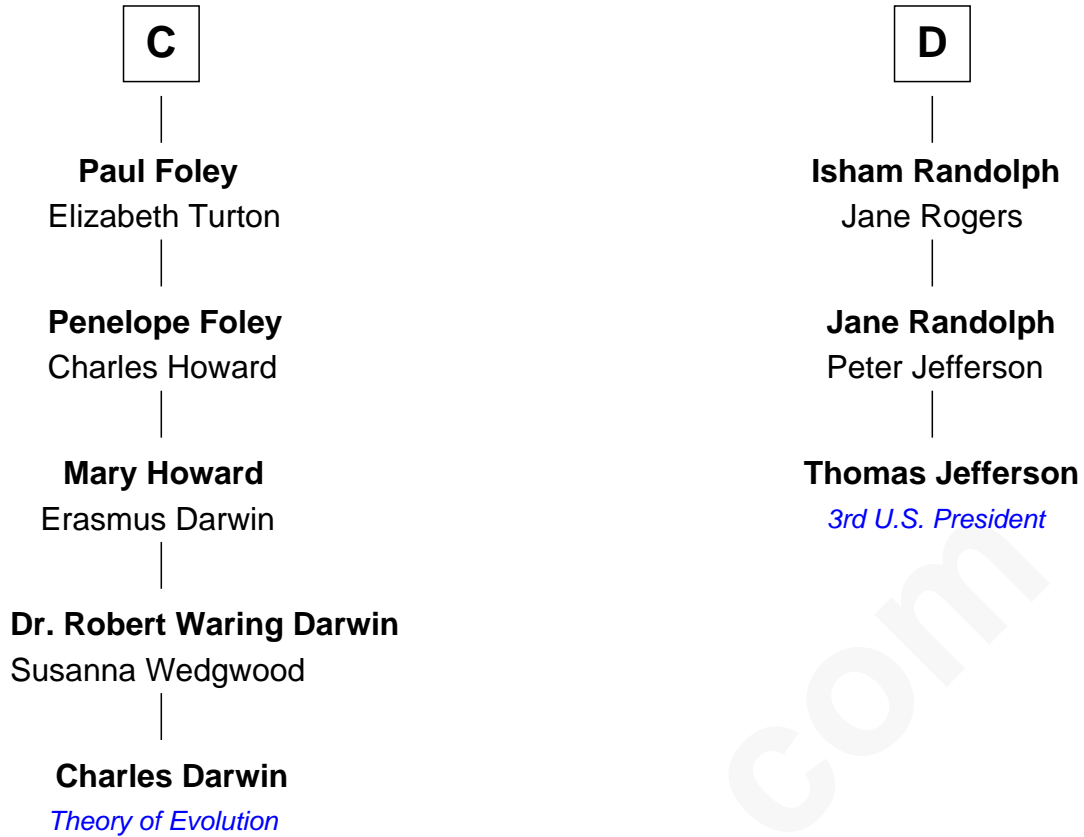 C
Paul Foley
Elizabeth Turton
Penelope Foley
Charles Howard
Mary Howard
Erasmus Darwin
Dr. Robert Waring Darwin
Susanna Wedgwood
Charles Darwin
Theory of Evolution
D
Isham Randolph
Jane Rogers
Jane Randolph
Peter Jefferson
Thomas Jefferson
3rd U.S. President
com